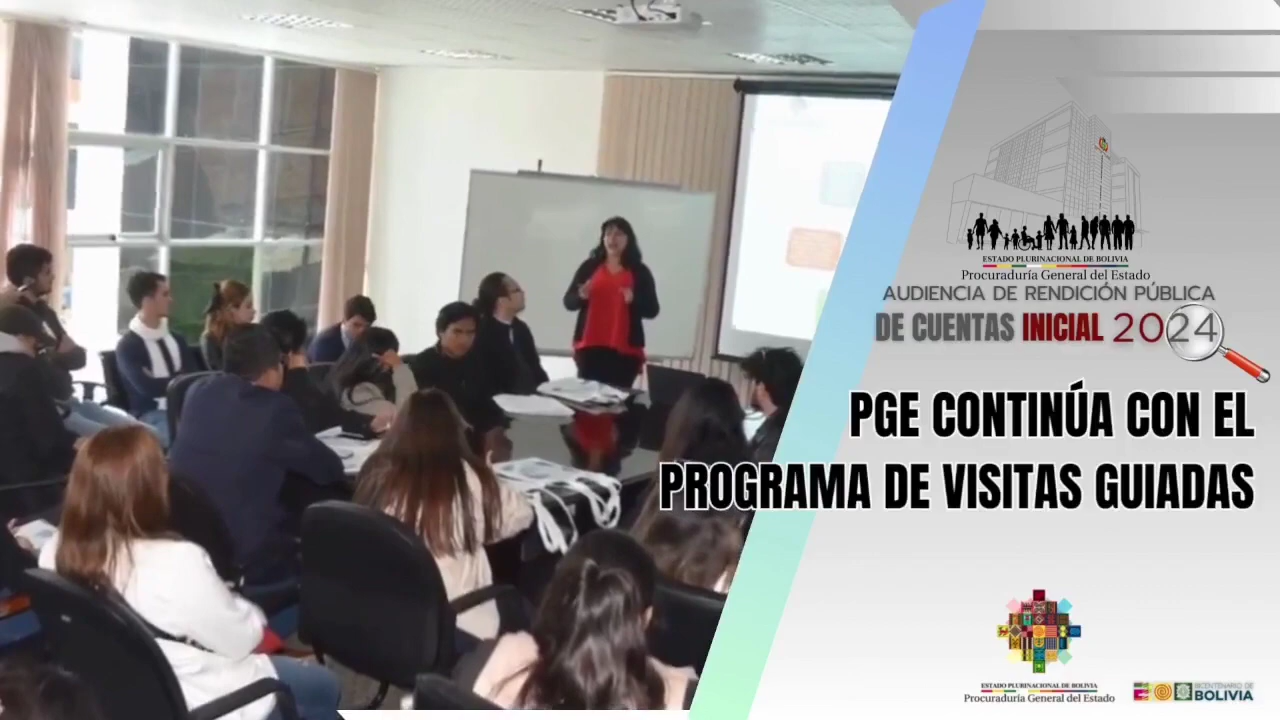 ESTADO PLURINACIONAL DE BOLIVIA
Procuraduría General del Estado
AUDIENCIA DE RENDICIÓN PÚBLICA
DE CUENTAS INICIAL 2024
PGE CONTINÚA CON EL
PROGRAMA DE VISITAS GUIADAS
ESTADO PLURINACIONAL DE BOLIVIA
Procuraduría General del Estado
BICENTENARIO DE
BOLIVIA